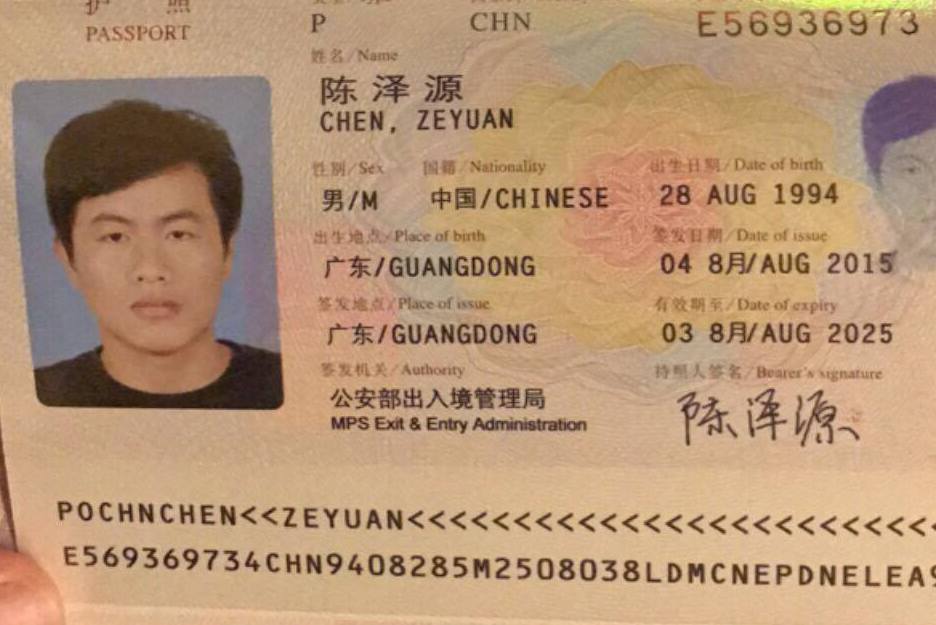 护 照
PASSPORT
P CHN E56936973
姓名/Name
陈泽源
CHEN, ZEYUAN
性别/Sex 国籍/Nationality 出生日期/Date of birth
男/M 中国/CHINESE 28 AUG 1994
出生地点/Place of birth 签发日期/Date of issue
广东/GUANGDONG 04 8月/AUG 2015
签发地点/Place of issue 有效期至/Date of expiry
广东/GUANGDONG 03 8月/AUG 2025
签发机关/Authority 持照人签名/Bearer's signature
公安部出入境管理局 陈泽源
MPS Exit & Entry Administration
POCHNCHEN<<ZEYUAN<<<<<<<<<<<<<<<<<<<<<<<<<<
E569369734CHN9408285M2508038LDMCNEPDNELEA9